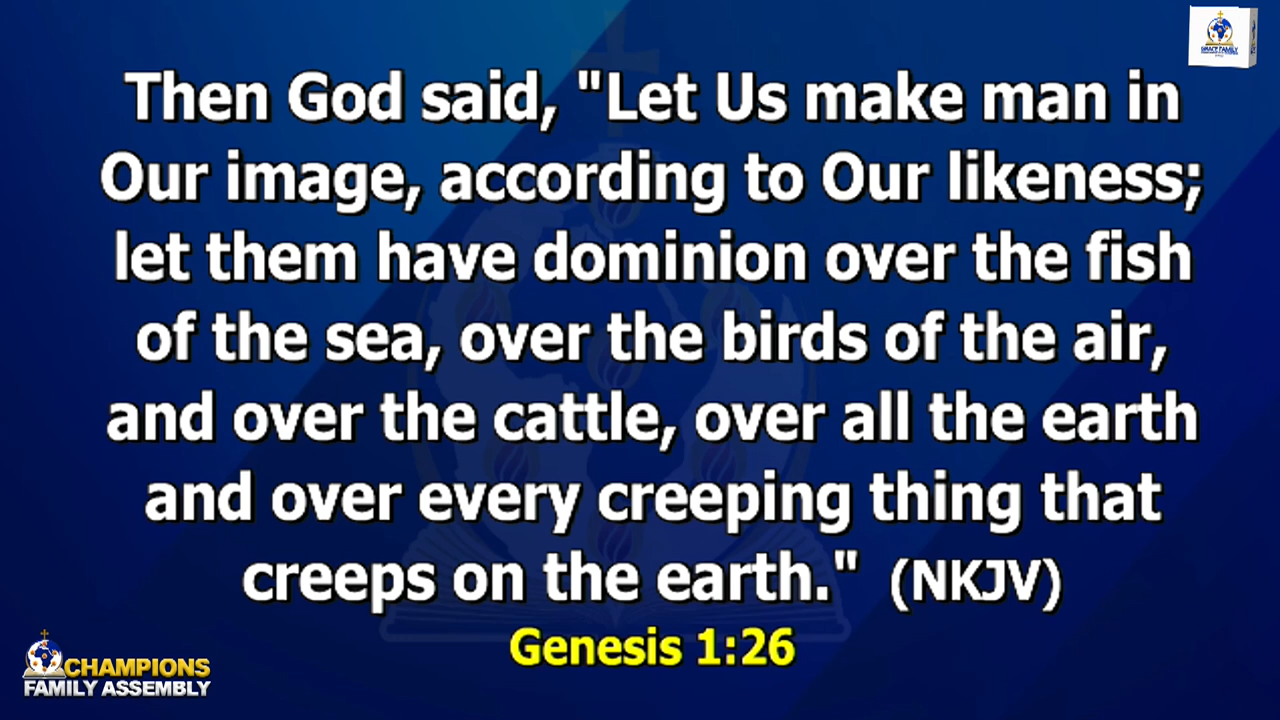 Then God said, "Let Us make man in
Our image, according to Our likeness;
let them have dominion over the fish
of the sea, over the birds of the air,
and over the cattle, over all the earth
and over every creeping thing that
creeps on the earth." (NKJV)
Genesis 1:26
CHAMPIONS
FAMILY ASSEMBLY
GRACE FAMILY